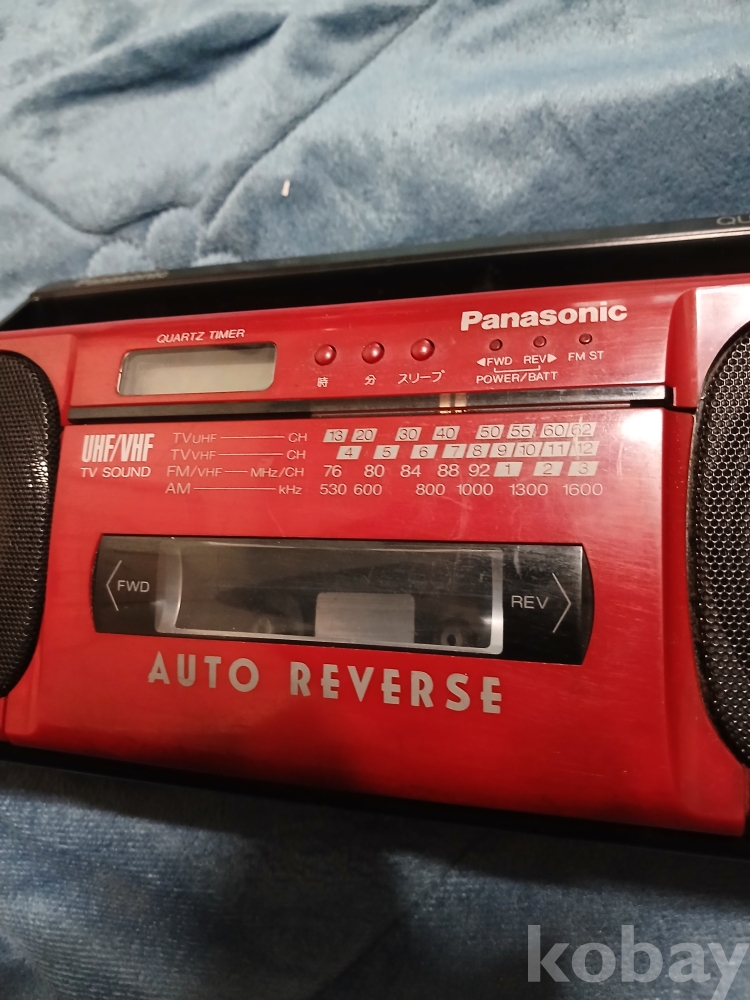 QU
QUARTZ TIMER
Panasonic
時 分 スリープ
◀FWD REV▶ FM ST
POWER/BATT
UHF/VHF
TV SOUND
TV UHF CH 13 20 30 40 50 55 60/62
TV VHF CH 4 5 6 7 8 9 10 11 12
FM/VHF MHz/CH 76 80 84 88 92 1 2 3
AM kHz 530 600 800 1000 1300 1600
FWD
REV
AUTO REVERSE
kobay